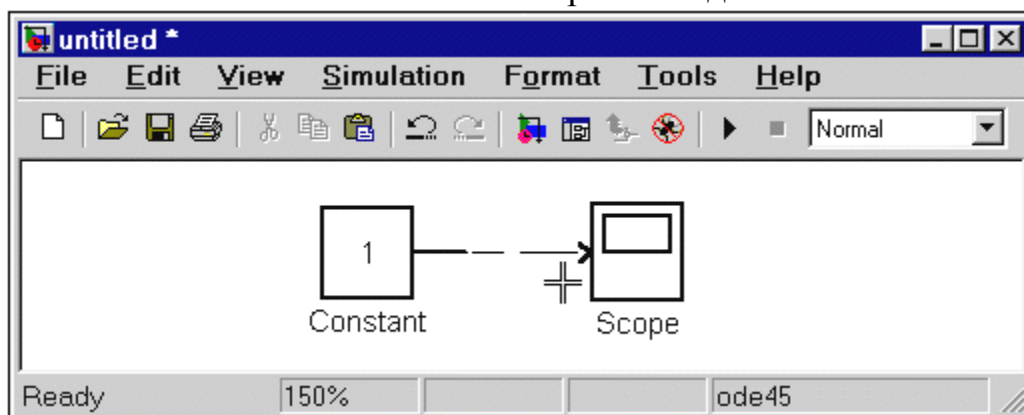 untitled *
File Edit View Simulation Format Tools Help
Normal
1
Constant Scope
Ready 150% ode45